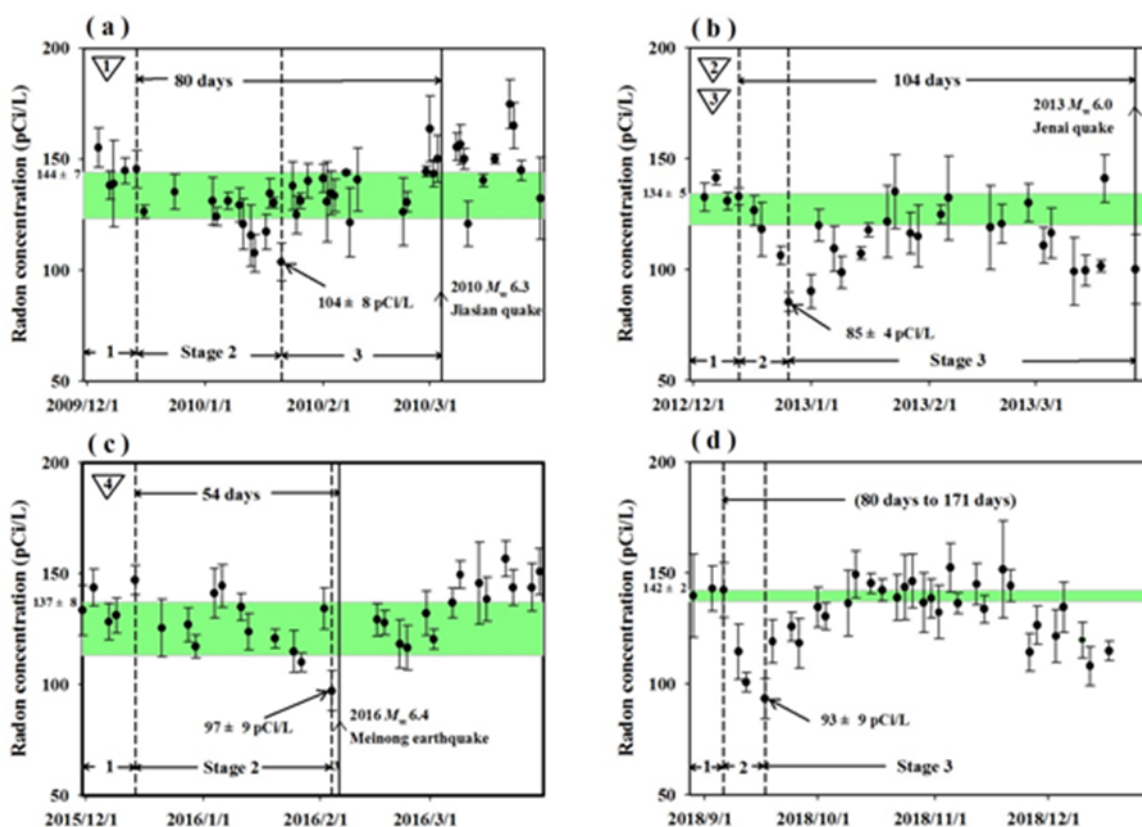 ( a )
200
1
80 days
150
144 ± 7
100
104 ± 8 pCi/L
2010 Mw 6.3
Jiasian quake
1
Stage 2
3
50
2009/12/1
2010/1/1
2010/2/1
2010/3/1
Radon concentration (pCi/L)
( b )
200
2
3
104 days
2013 Mw 6.0
Jenai quake
150
134 ± 5
100
85 ± 4 pCi/L
1
2
Stage 3
50
2012/12/1
2013/1/1
2013/2/1
2013/3/1
Radon concentration (pCi/L)
( c )
200
4
54 days
150
137 ± 8
100
97 ± 9 pCi/L
2016 Mw 6.4
Meinong earthquake
1
Stage 2
3
50
2015/12/1
2016/1/1
2016/2/1
2016/3/1
Radon concentration (pCi/L)
( d )
200
(80 days to 171 days)
150
142 ± 2
100
93 ± 9 pCi/L
1
2
Stage 3
50
2018/9/1
2018/10/1
2018/11/1
2018/12/1
Radon concentration (pCi/L)